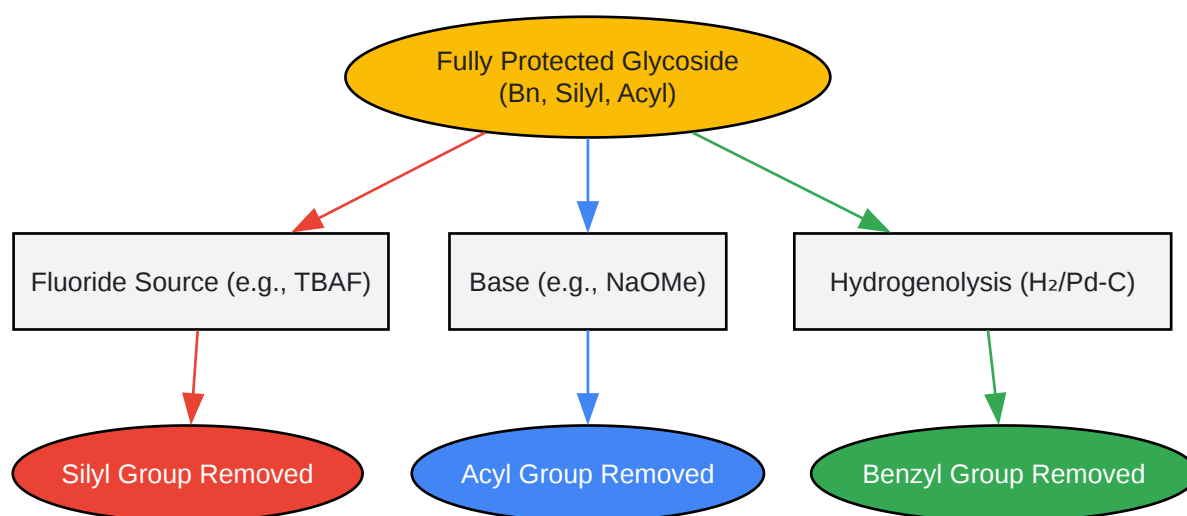 Fully Protected Glycoside
(Bn, Silyl, Acyl)
Fluoride Source (e.g., TBAF)
Base (e.g., NaOMe)
Hydrogenolysis (H₂/Pd-C)
Silyl Group Removed
Acyl Group Removed
Benzyl Group Removed